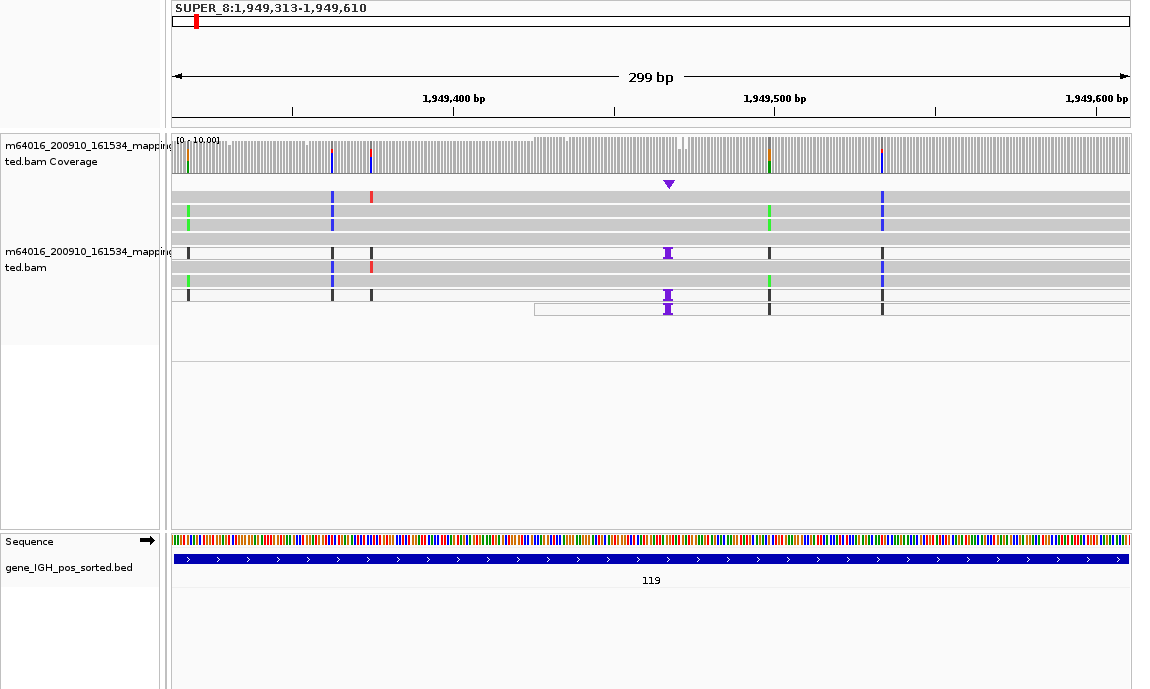 SUPER_8:1,949,313-1,949,610
299 bp
1,949,400 bp 1,949,500 bp 1,949,600 bp
[0 - 10.00]
m64016_200910_161534_mapping
ted.bam Coverage
m64016_200910_161534_mapping
ted.bam
Sequence
gene_IGH_pos_sorted.bed
119